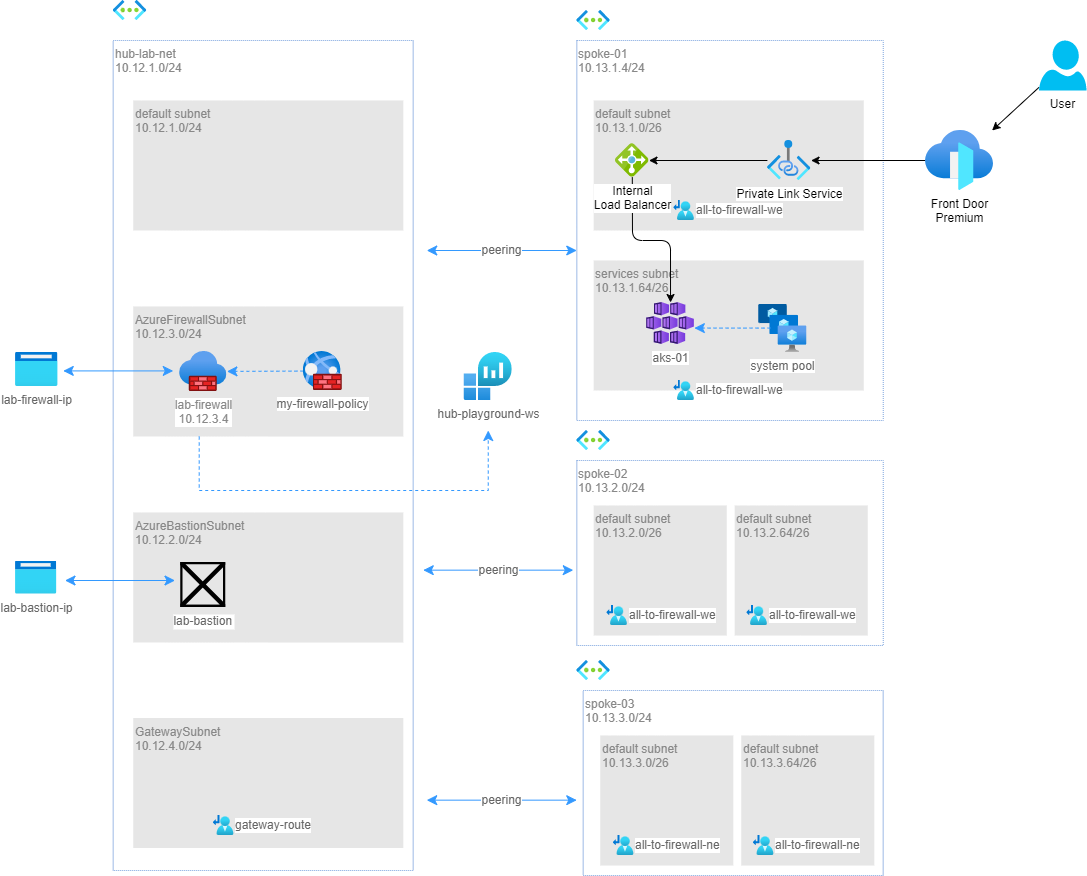 hub-lab-net
10.12.1.0/24
default subnet
10.12.1.0/24
AzureFirewallSubnet
10.12.3.0/24
lab-firewall-ip
lab-firewall
10.12.3.4
my-firewall-policy
hub-playground-ws
AzureBastionSubnet
10.12.2.0/24
lab-bastion-ip
lab-bastion
GatewaySubnet
10.12.4.0/24
gateway-route
peering
peering
peering
spoke-01
10.13.1.4/24
default subnet
10.13.1.0/26
Internal
Load Balancer
Private Link Service
all-to-firewall-we
services subnet
10.13.1.64/26
aks-01
system pool
all-to-firewall-we
User
Front Door
Premium
spoke-02
10.13.2.0/24
default subnet
10.13.2.0/26
all-to-firewall-we
default subnet
10.13.2.64/26
all-to-firewall-we
spoke-03
10.13.3.0/24
default subnet
10.13.3.0/26
all-to-firewall-ne
default subnet
10.13.3.64/26
all-to-firewall-ne